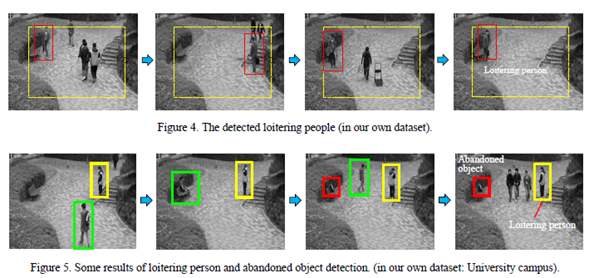 Loitering person
Figure 4. The detected loitering people (in our own dataset).
Abandoned
object
Loitering person
Figure 5. Some results of loitering person and abandoned object detection. (in our own dataset: University campus).